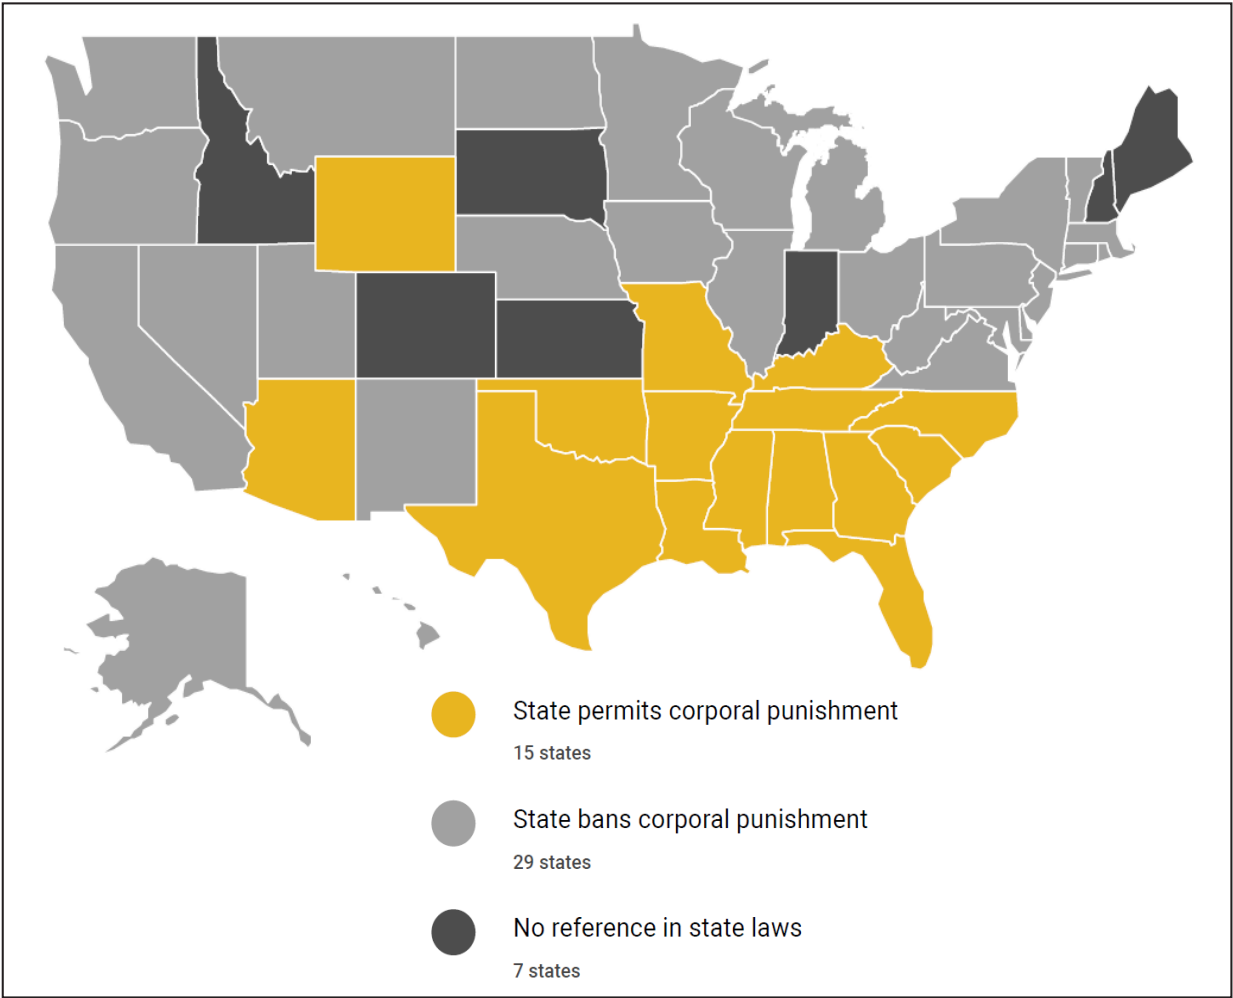 State permits corporal punishment
15 states
State bans corporal punishment
29 states
No reference in state laws
7 states